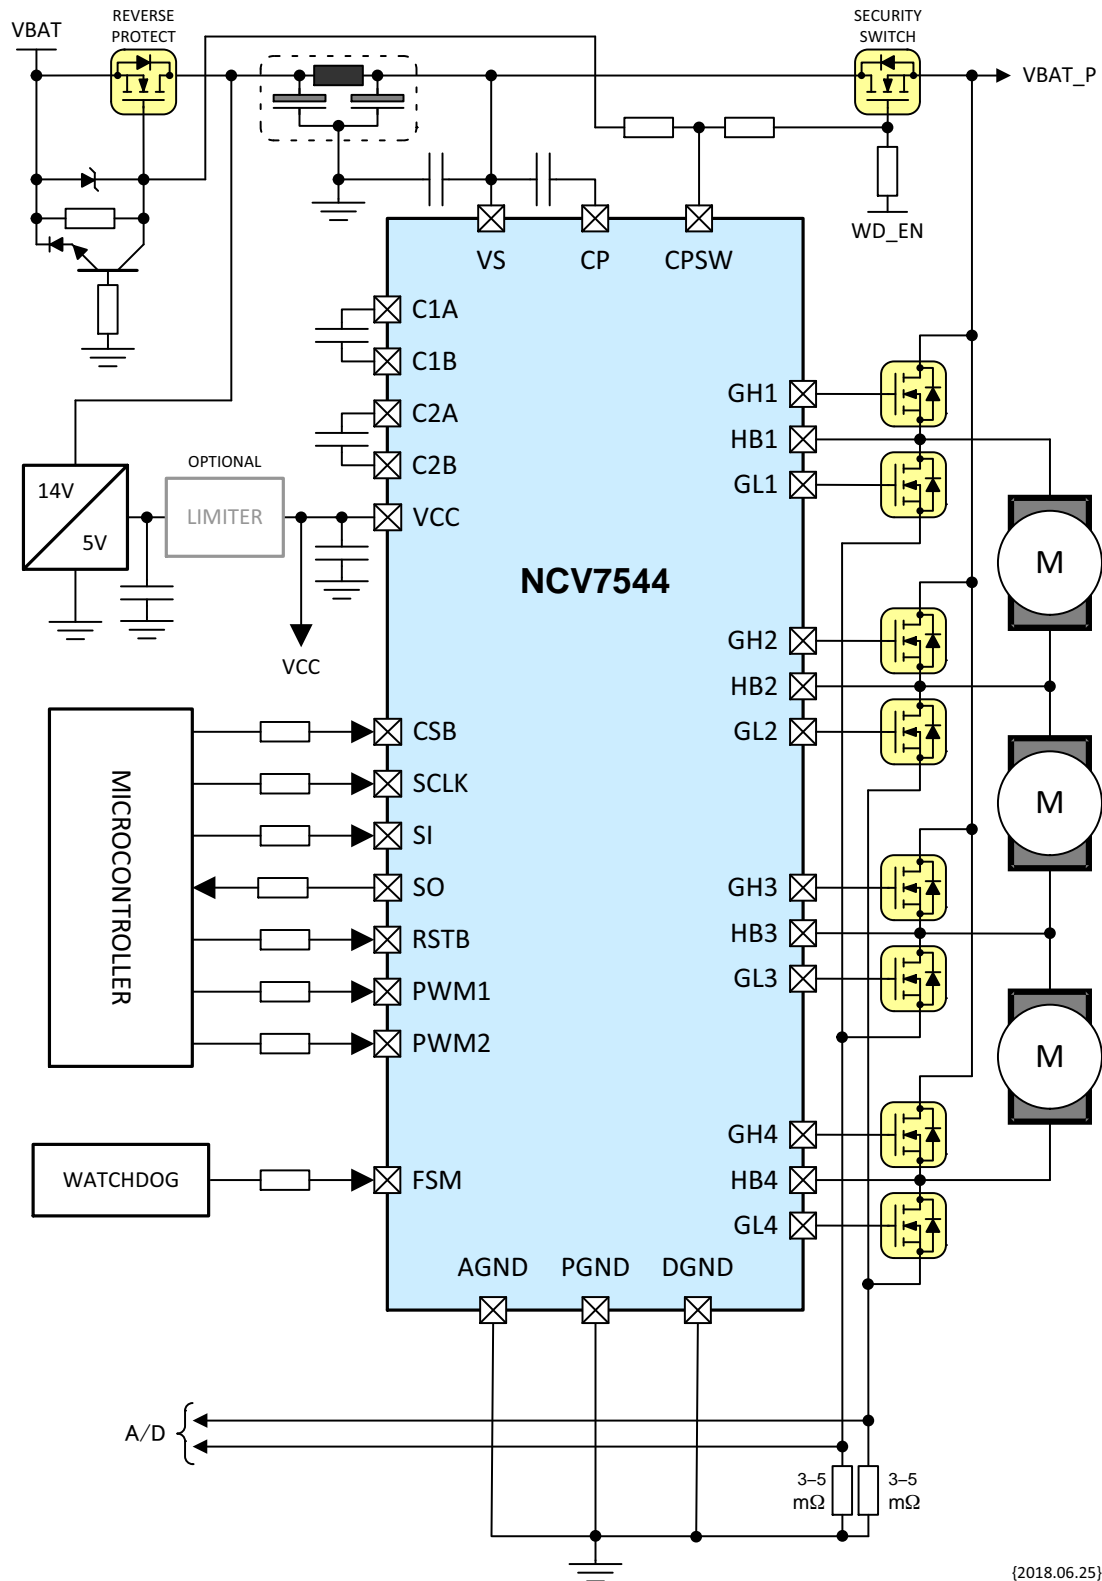 VBAT
REVERSE
PROTECT
SECURITY
SWITCH
VBAT_P
WD_EN
VS
CP
CPSW
C1A
C1B
C2A
C2B
VCC
GH1
HB1
GL1
14V
5V
OPTIONAL
LIMITER
VCC
NCV7544
M
GH2
HB2
GL2
MICROCONTROLLER
CSB
SCLK
SI
SO
RSTB
PWM1
PWM2
M
GH3
HB3
GL3
M
GH4
HB4
GL4
WATCHDOG
FSM
AGND
PGND
DGND
A/D
3–5
mΩ
3–5
mΩ
{2018.06.25}